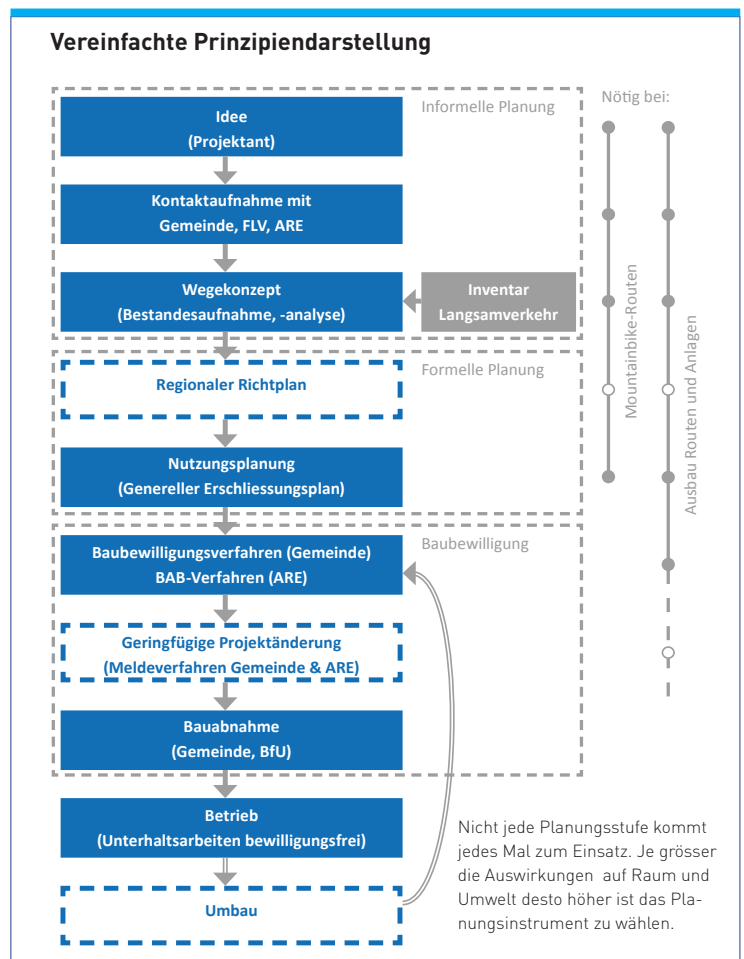 Vereinfachte Prinzipiendarstellung
Informelle Planung
Nötig bei:
Idee
(Projektant)
Kontaktaufnahme mit
Gemeinde, FLV, ARE
Wegekonzept
(Bestandesaufnahme, -analyse)
Inventar
Langsamverkehr
Mountainbike-Routen
Ausbau Routen und Anlagen
Formelle Planung
Regionaler Richtplan
Nutzungsplanung
(Genereller Erschliessungsplan)
Baubewilligung
Baubewilligungsverfahren (Gemeinde)
BAB-Verfahren (ARE)
Geringfügige Projektänderung
(Meldeverfahren Gemeinde & ARE)
Bauabnahme
(Gemeinde, BfU)
Betrieb
(Unterhaltsarbeiten bewilligungsfrei)
Umbau
Nicht jede Planungsstufe kommt
jedes Mal zum Einsatz. Je grösser
die Auswirkungen auf Raum und
Umwelt desto höher ist das Pla-
nungsinstrument zu wählen.